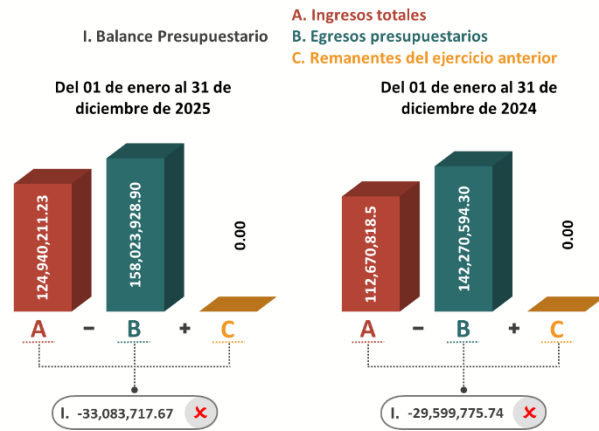 A. Ingresos totales
I. Balance Presupuestario
B. Egresos presupuestarios
C. Remanentes del ejercicio anterior
Del 01 de enero al 31 de
diciembre de 2025
124,940,211.23
158,023,928.90
0.00
A – B + C
I. -33,083,717.67 ✘
Del 01 de enero al 31 de
diciembre de 2024
112,670,818.5
142,270,594.30
0.00
A – B + C
I. -29,599,775.74 ✘